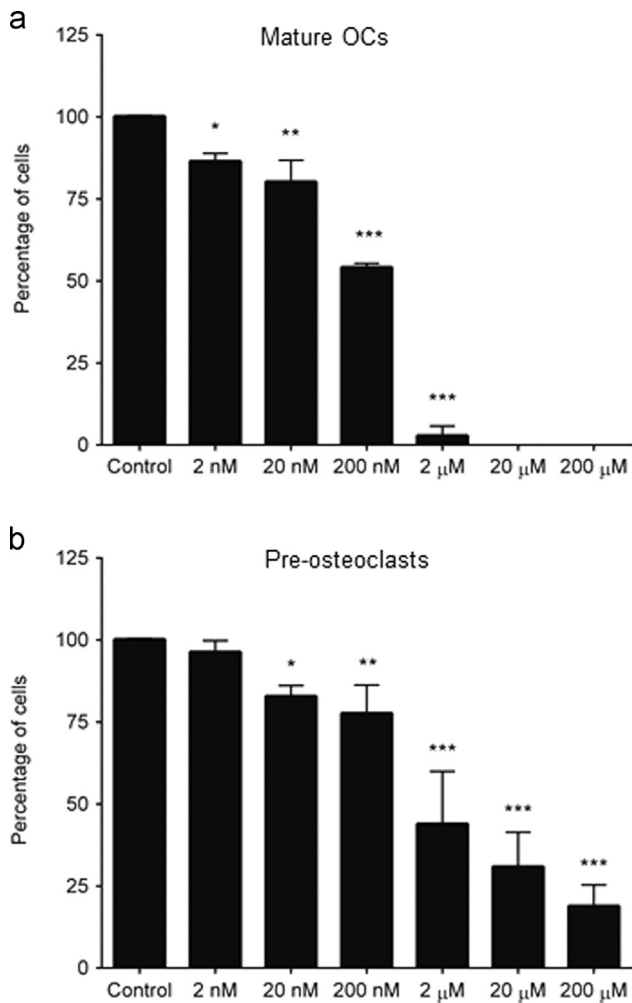 a
Mature OCs
Percentage of cells
125
100
75
50
25
0
*
**
***
***
Control 2 nM 20 nM 200 nM 2 μM 20 μM 200 μM
b
Pre-osteoclasts
Percentage of cells
125
100
75
50
25
0
*
**
***
***
***
Control 2 nM 20 nM 200 nM 2 μM 20 μM 200 μM